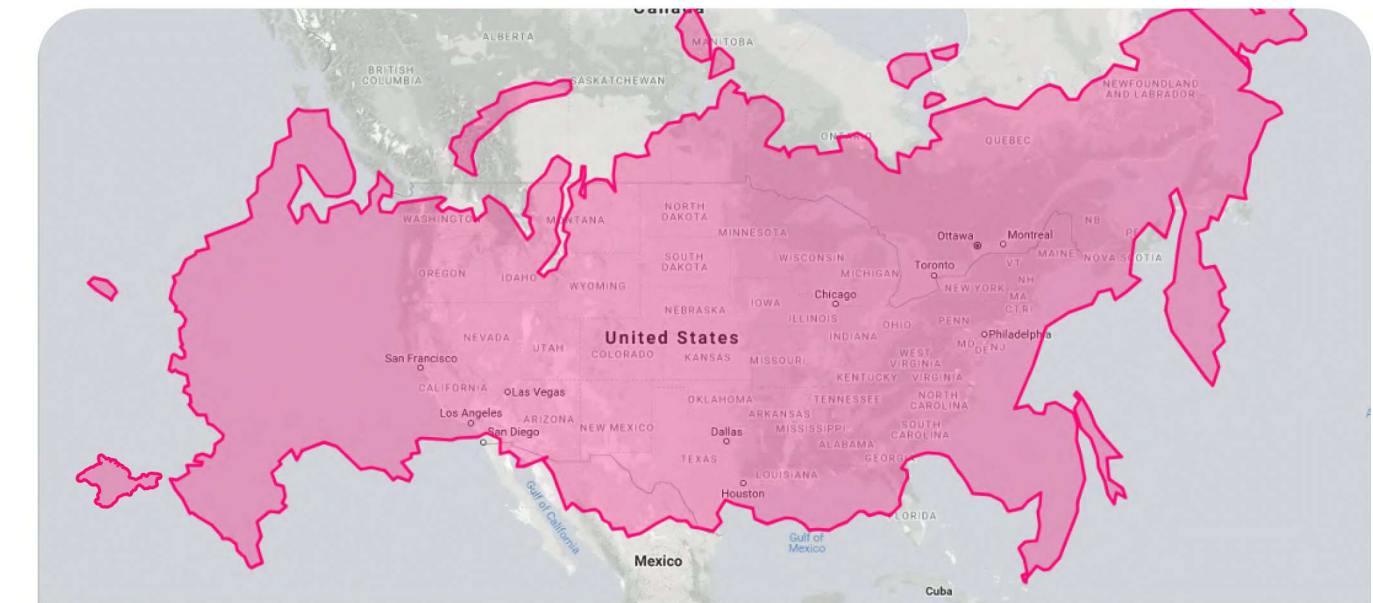 Canada
ALBERTA
MANITOBA
BRITISH
COLUMBIA
SASKATCHEWAN
NEWFOUNDLAND
AND LABRADOR
ONTARIO
QUEBEC
WASHINGTON
MONTANA
NORTH
DAKOTA
MINNESOTA
Ottawa
Montreal
NB
PE
OREGON
IDAHO
WYOMING
SOUTH
DAKOTA
WISCONSIN
MICHIGAN
Toronto
VT
MAINE
NOVA SCOTIA
NH
NEW YORK
MA
CT RI
Chicago
IOWA
NEBRASKA
ILLINOIS
INDIANA
OHIO
PENN
Philadelphia
MD
DE NJ
NEVADA
UTAH
United States
COLORADO
KANSAS
MISSOURI
WEST
VIRGINIA
KENTUCKY
VIRGINIA
San Francisco
CALIFORNIA
Las Vegas
OKLAHOMA
TENNESSEE
NORTH
CAROLINA
Los Angeles
ARIZONA
NEW MEXICO
ARKANSAS
MISSISSIPPI
SOUTH
CAROLINA
San Diego
Dallas
ALABAMA
TEXAS
GEORGIA
LOUISIANA
Houston
Gulf of California
FLORIDA
Gulf of
Mexico
Mexico
Cuba